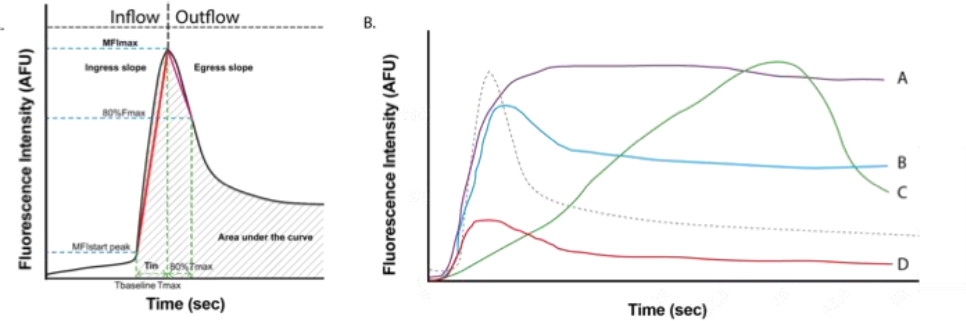 Inflow Outflow
Fluorescence Intensity (AFU)
MFImax
Ingress slope Egress slope
80%Fmax
MFIstart peak
Area under the curve
Tin 80%Tmax
Tbaseline Tmax
Time (sec)
B.
Fluorescence Intensity (AFU)
A
B
C
D
Time (sec)